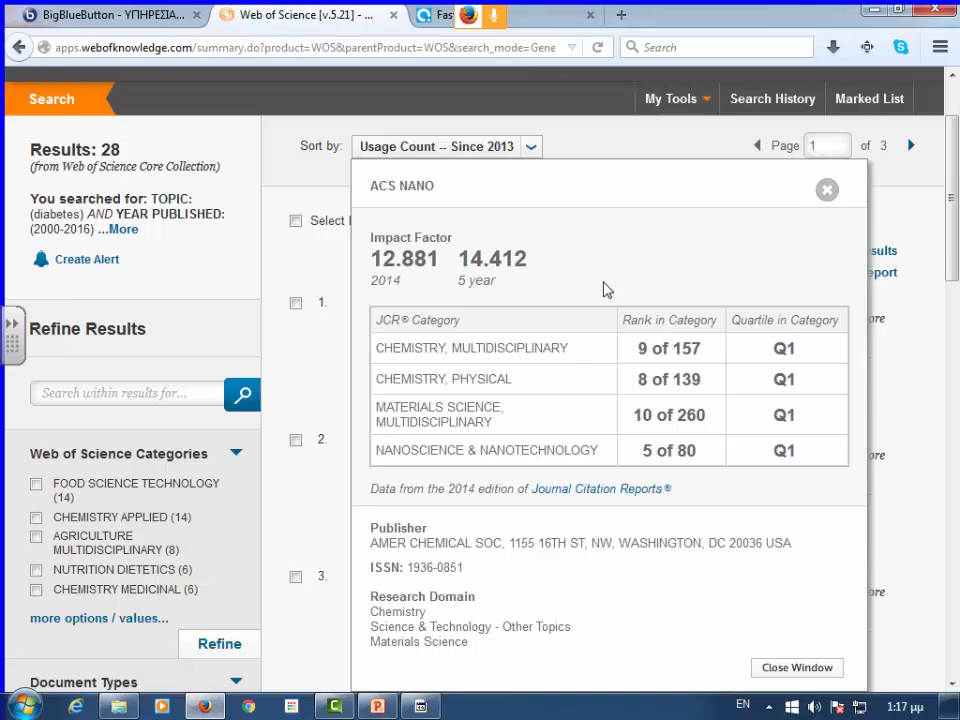 BigBlueButton - ΥΠΗΡΕΣΙΑ...
Web of Science [v.5.21] - ...
Fas
apps.webofknowledge.com/summary.do?product=WOS&parentProduct=WOS&search_mode=Gene
Search
Search
My Tools
Search History
Marked List
Results: 28
(from Web of Science Core Collection)
You searched for: TOPIC:
(diabetes) AND YEAR PUBLISHED:
(2000-2016) ...More
Create Alert
Refine Results
Search within results for...
Web of Science Categories
FOOD SCIENCE TECHNOLOGY
(14)
CHEMISTRY APPLIED (14)
AGRICULTURE
MULTIDISCIPLINARY (8)
NUTRITION DIETETICS (6)
CHEMISTRY MEDICINAL (6)
more options / values...
Refine
Document Types
Sort by: Usage Count -- Since 2013
Page 1 of 3
Select
1.
2.
3.
ACS NANO
Impact Factor
12.881 14.412
2014 5 year
JCR® Category Rank in Category Quartile in Category
CHEMISTRY, MULTIDISCIPLINARY 9 of 157 Q1
CHEMISTRY, PHYSICAL 8 of 139 Q1
MATERIALS SCIENCE,
MULTIDISCIPLINARY 10 of 260 Q1
NANOSCIENCE & NANOTECHNOLOGY 5 of 80 Q1
Data from the 2014 edition of Journal Citation Reports®
Publisher
AMER CHEMICAL SOC, 1155 16TH ST, NW, WASHINGTON, DC 20036 USA
ISSN: 1936-0851
Research Domain
Chemistry
Science & Technology - Other Topics
Materials Science
Close Window
sults
port
ore
ore
ore
EN
1:17 μμ